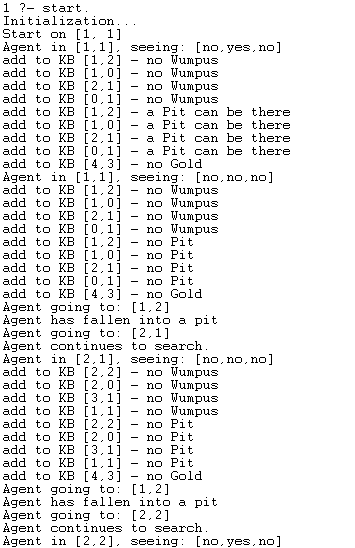 1 ?- start.
Initialization...
Start on [1, 1]
Agent in [1,1], seeing: [no,yes,no]
add to KB [1,2] - no Wumpus
add to KB [1,0] - no Wumpus
add to KB [2,1] - no Wumpus
add to KB [0,1] - no Wumpus
add to KB [1,2] - a Pit can be there
add to KB [1,0] - a Pit can be there
add to KB [2,1] - a Pit can be there
add to KB [0,1] - a Pit can be there
add to KB [4,3] - no Gold
Agent in [1,1], seeing: [no,no,no]
add to KB [1,2] - no Wumpus
add to KB [1,0] - no Wumpus
add to KB [2,1] - no Wumpus
add to KB [0,1] - no Wumpus
add to KB [1,2] - no Pit
add to KB [1,0] - no Pit
add to KB [2,1] - no Pit
add to KB [0,1] - no Pit
add to KB [4,3] - no Gold
Agent going to: [1,2]
Agent has fallen into a pit
Agent going to: [2,1]
Agent continues to search.
Agent in [2,1], seeing: [no,no,no]
add to KB [2,2] - no Wumpus
add to KB [2,0] - no Wumpus
add to KB [3,1] - no Wumpus
add to KB [1,1] - no Wumpus
add to KB [2,2] - no Pit
add to KB [2,0] - no Pit
add to KB [3,1] - no Pit
add to KB [1,1] - no Pit
add to KB [4,3] - no Gold
Agent going to: [1,2]
Agent has fallen into a pit
Agent going to: [2,2]
Agent continues to search.
Agent in [2,2], seeing: [no,yes,no]